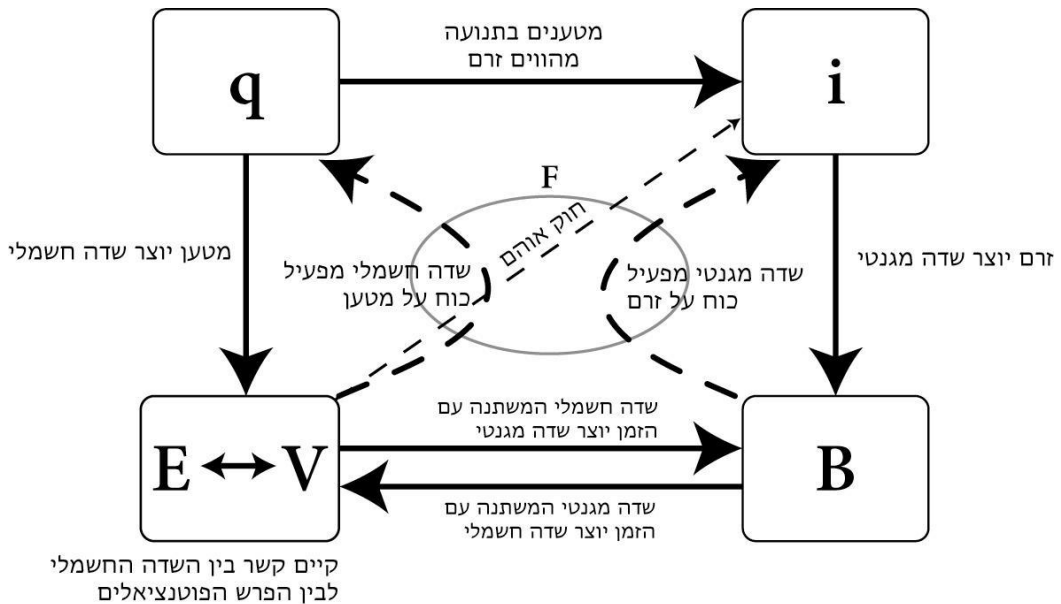 מטענים בתנועה
מהווים זרם
q
i
F
חוק אוהם
מטען יוצר שדה חשמלי
שדה חשמלי מפעיל
כוח על מטען
שדה מגנטי מפעיל
כוח על זרם
זרם יוצר שדה מגנטי
שדה חשמלי המשתנה עם
הזמן יוצר שדה מגנטי
E V
B
שדה מגנטי המשתנה עם
הזמן יוצר שדה חשמלי
קיים קשר בין השדה החשמלי
לבין הפרש הפוטנציאלים